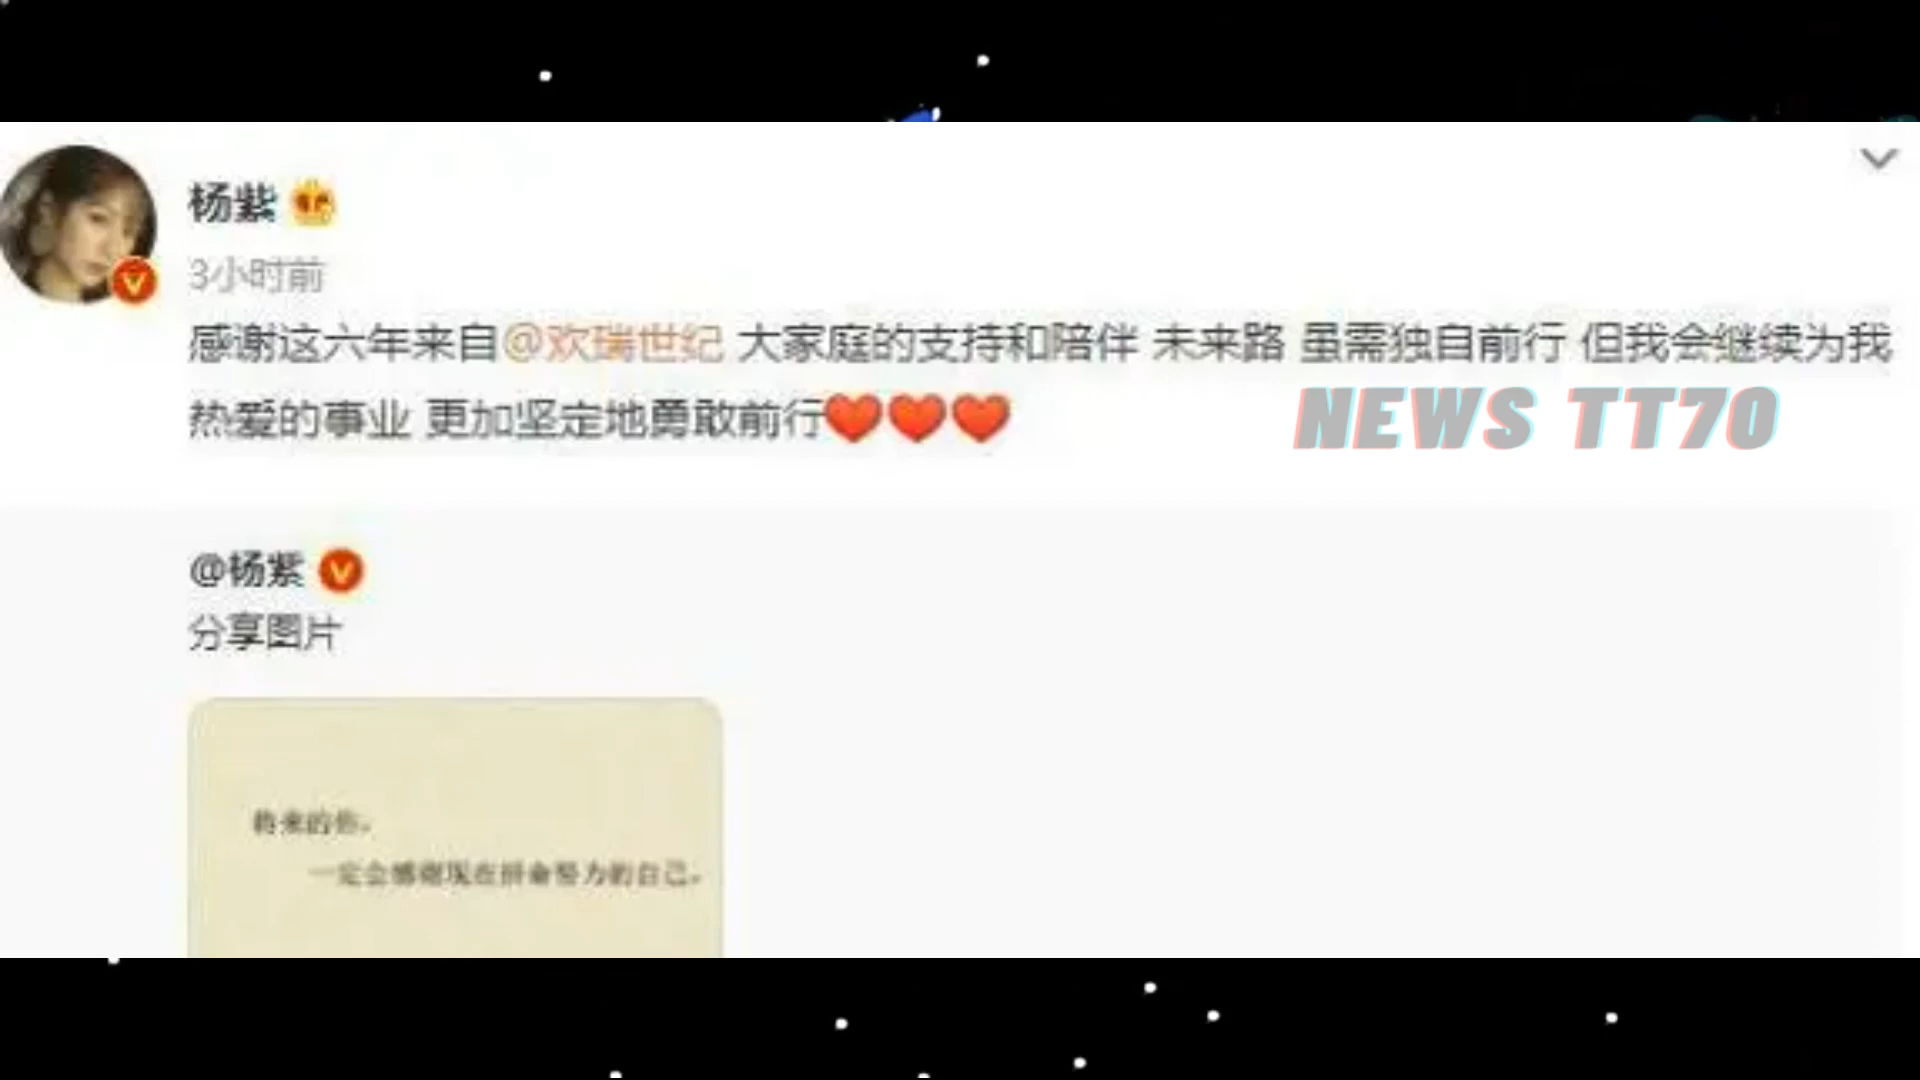 杨紫
3小时前
感谢这六年来自@欢瑞世纪 大家庭的支持和陪伴 未来路 虽需独自前行 但我会继续为我
热爱的事业 更加坚定地勇敢前行❤️❤️❤️
NEWS TT70
@杨紫
分享图片
将来的你。
一定会感谢现在拼命努力的自己。